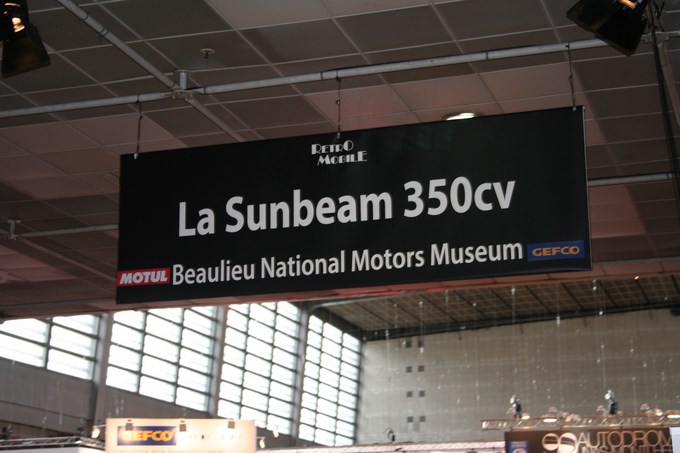 RETRO
MOBILE
La Sunbeam 350cv
MOTUL Beaulieu National Motors Museum GEFCO
GEFCO
AUTODROM